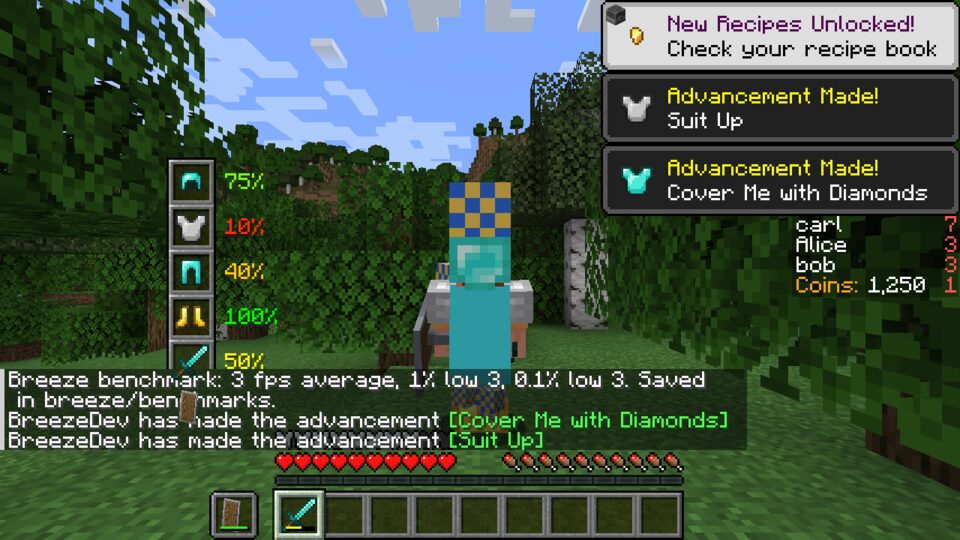 New Recipes Unlocked!
Check your recipe book
Advancement Made!
Suit Up
Advancement Made!
Cover Me with Diamonds
75%
10%
40%
100%
50%
carl 7
Alice 3
bob 3
Coins: 1,250 1
Breeze benchmark: 3 fps average, 1% low 3, 0.1% low 3. Saved
in breeze/benchmarks.
BreezeDev has made the advancement [Cover Me with Diamonds]
BreezeDev has made the advancement [Suit Up]